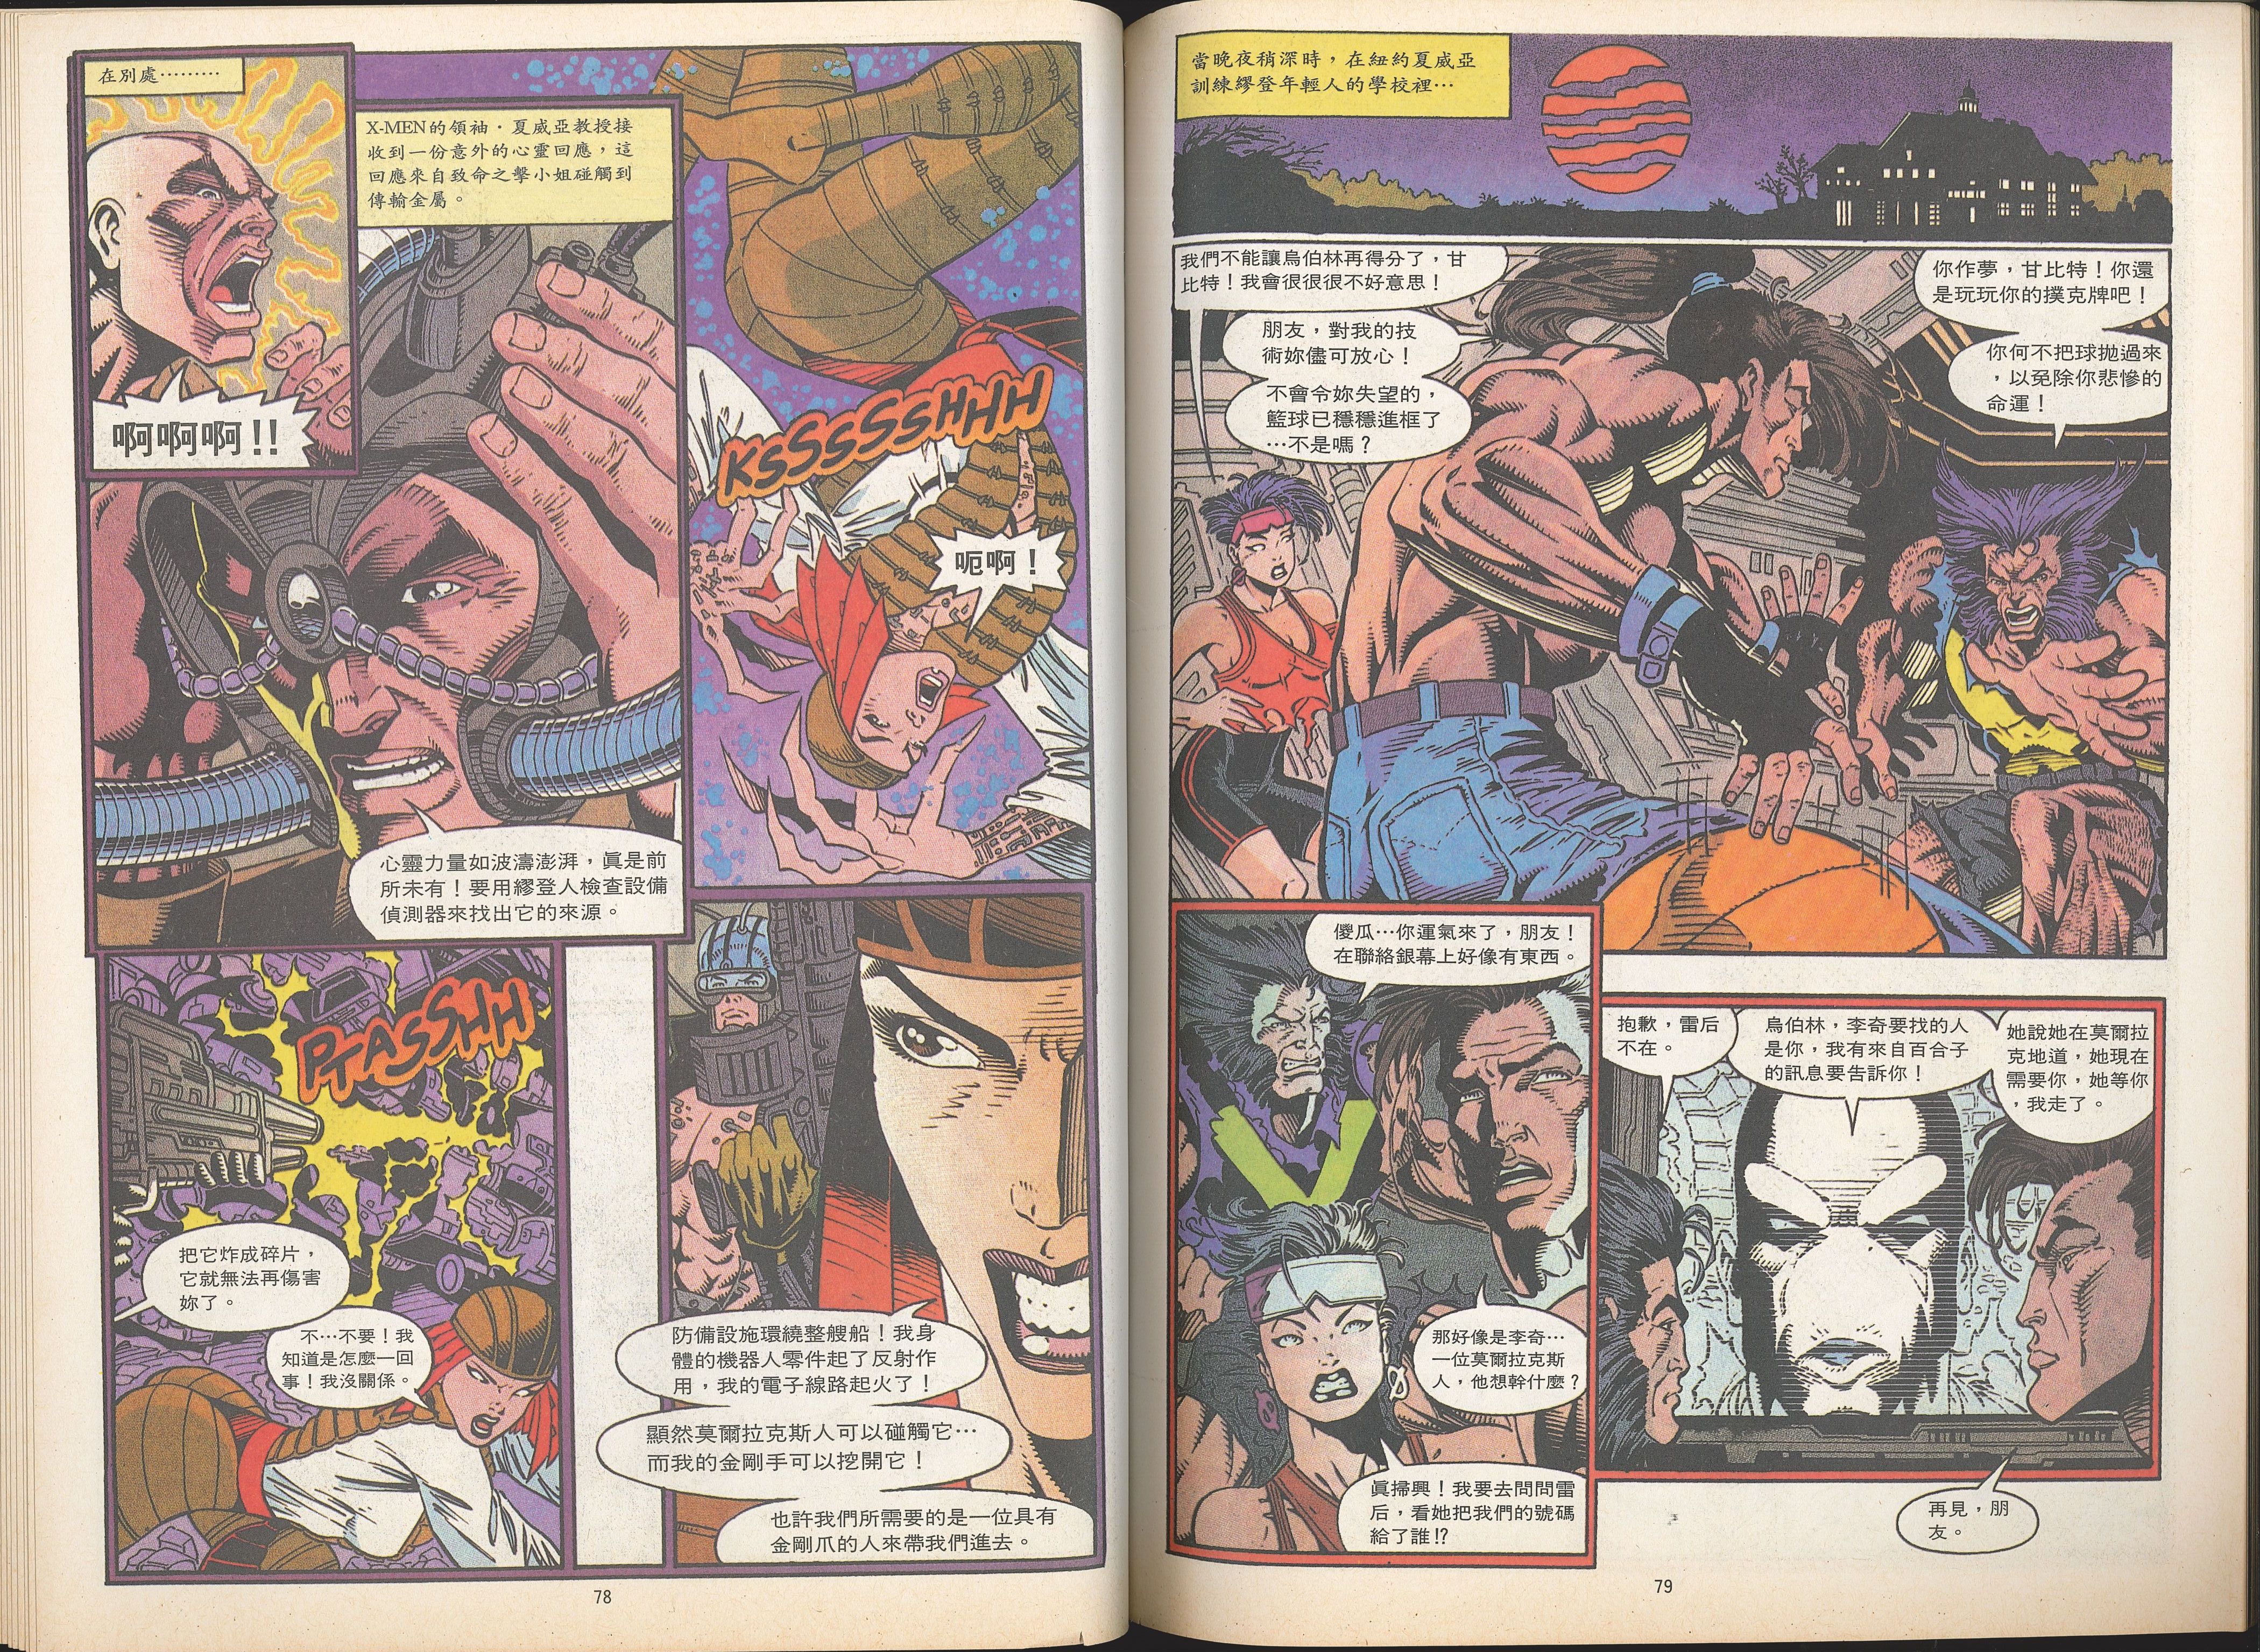 在別處………
啊啊啊!!
X-MEN的領袖·夏威亞教授接
收到一份意外的心靈回應，這
回應來自致命之擊小姐碰觸到
傳輸金屬。
心靈力量如波濤澎湃，眞是前
所未有！要用繆登人檢查設備
偵測器來找出它的來源。
KSSSSSSHHH
呃啊！
PTASSSHH
把它炸成碎片，
它就無法再傷害
妳了。
不…不要！我
知道是怎麼一回
事！我沒關係。
防備設施環繞整艘船！我身
體的機器人零件起了反射作
用，我的電子線路起火了！
顯然莫爾拉克斯人可以碰觸它…
而我的金剛手可以挖開它！
也許我們所需要的是一位具有
金剛爪的人來帶我們進去。
78
當晚夜稍深時，在紐約夏威亞
訓練繆登年輕人的學校裡…
我們不能讓烏伯林再得分了，甘
比特！我會很很很不好意思！
朋友，對我的技
術妳儘可放心！
不會令妳失望的，
籃球已穩穩進框了
…不是嗎？
你作夢，甘比特！你還
是玩玩你的撲克牌吧！
你何不把球拋過來
，以免除你悲慘的
命運！
傻瓜…你運氣來了，朋友！
在聯絡銀幕上好像有東西。
那好像是李奇…
一位莫爾拉克斯
人，他想幹什麼？
眞掃興！我要去問問雷
后，看她把我們的號碼
給了誰!?
抱歉，雷后
不在。
烏伯林，李奇要找的人
是你，我有來自百合子
的訊息要告訴你！
她說她在莫爾拉
克地道，她現在
需要你，她等你
，我走了。
再見，朋
友。
79